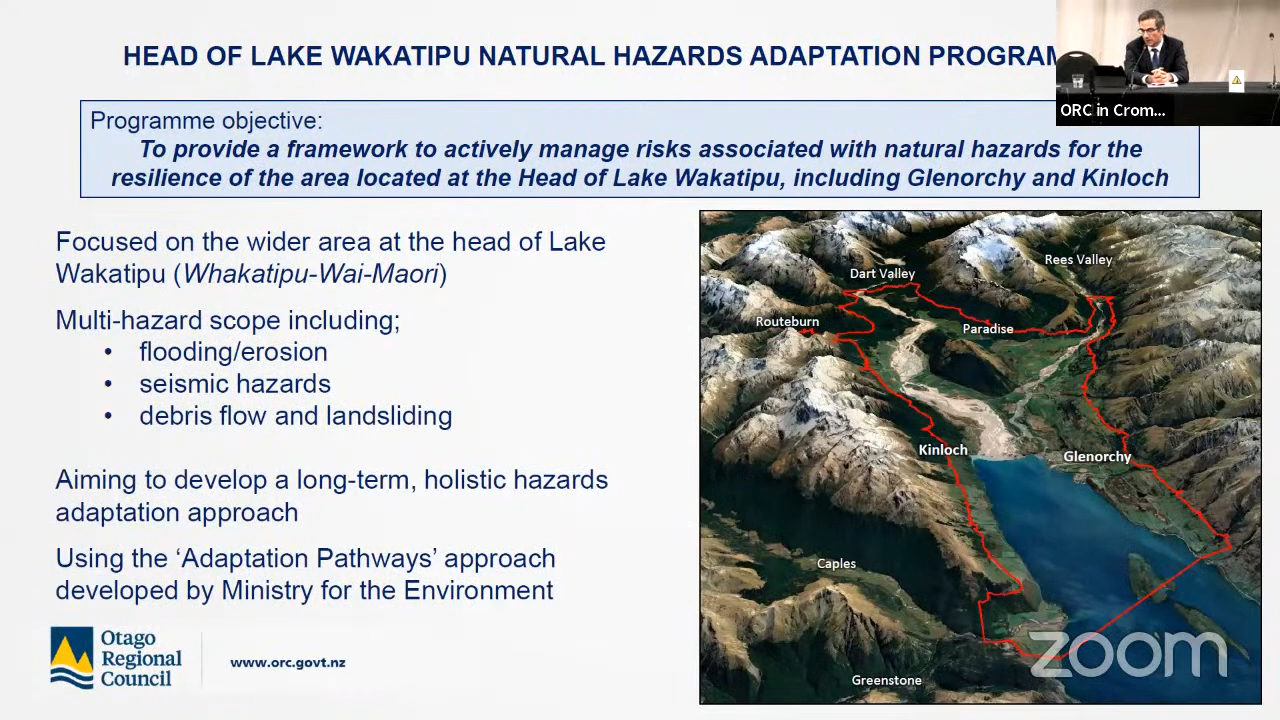 HEAD OF LAKE WAKATIPU NATURAL HAZARDS ADAPTATION
ORC in Crom...
Programme objective:
To provide a framework to actively manage risks associated with natural hazards for the
resilience of the area located at the Head of Lake Wakatipu, including Glenorchy and Kinloch
Focused on the wider area at the head of Lake
Wakatipu (Whakatipu-Wai-Maori)
Multi-hazard scope including;
• flooding/erosion
• seismic hazards
• debris flow and landsliding
Aiming to develop a long-term, holistic hazards
adaptation approach
Using the ‘Adaptation Pathways’ approach
developed by Ministry for the Environment
Otago
Regional
Council
www.orc.govt.nz
Rees Valley
Dart Valley
Routeburn
Paradise
Kinloch
Glenorchy
Caples
Greenstone
zoom